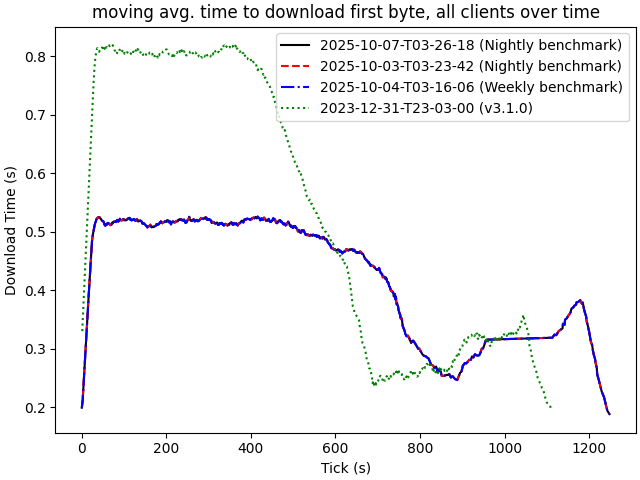 moving avg. time to download first byte, all clients over time
2025-10-07-T03-26-18 (Nightly benchmark)
2025-10-03-T03-23-42 (Nightly benchmark)
2025-10-04-T03-16-06 (Weekly benchmark)
2023-12-31-T23-03-00 (v3.1.0)
Download Time (s)
0.8
0.7
0.6
0.5
0.4
0.3
0.2
0 200 400 600 800 1000 1200
Tick (s)